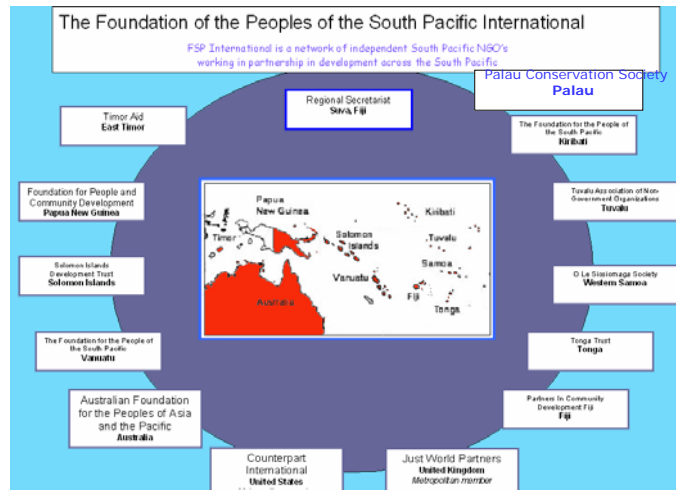 The Foundation of the Peoples of the South Pacific International
FSP International is a network of independent South Pacific NGO's
working in partnership in development across the South Pacific
Palau Conservation Society
Palau
Regional Secretariat
Suva, Fiji
Timor Aid
East Timor
The Foundation for the People of
the South Pacific
Kiribati
Foundation for People and
Community Development
Papua New Guinea
Tuvalu Association of Non-
Government Organizations
Tuvalu
Solomon Islands
Development Trust
Solomon Islands
O Le Siosiomaga Society
Western Samoa
The Foundation for the People of
the South Pacific
Vanuatu
Tonga Trust
Tonga
Australian Foundation
for the Peoples of Asia
and the Pacific
Australia
Partners In Community
Development Fiji
Fiji
Counterpart
International
United States
Just World Partners
United Kingdom
Metropolitan member
Papua
New Guinea
Kiribati
Timor
Solomon
Islands
Tuvalu
Samoa
Vanuatu
Fiji
Australia
Tonga